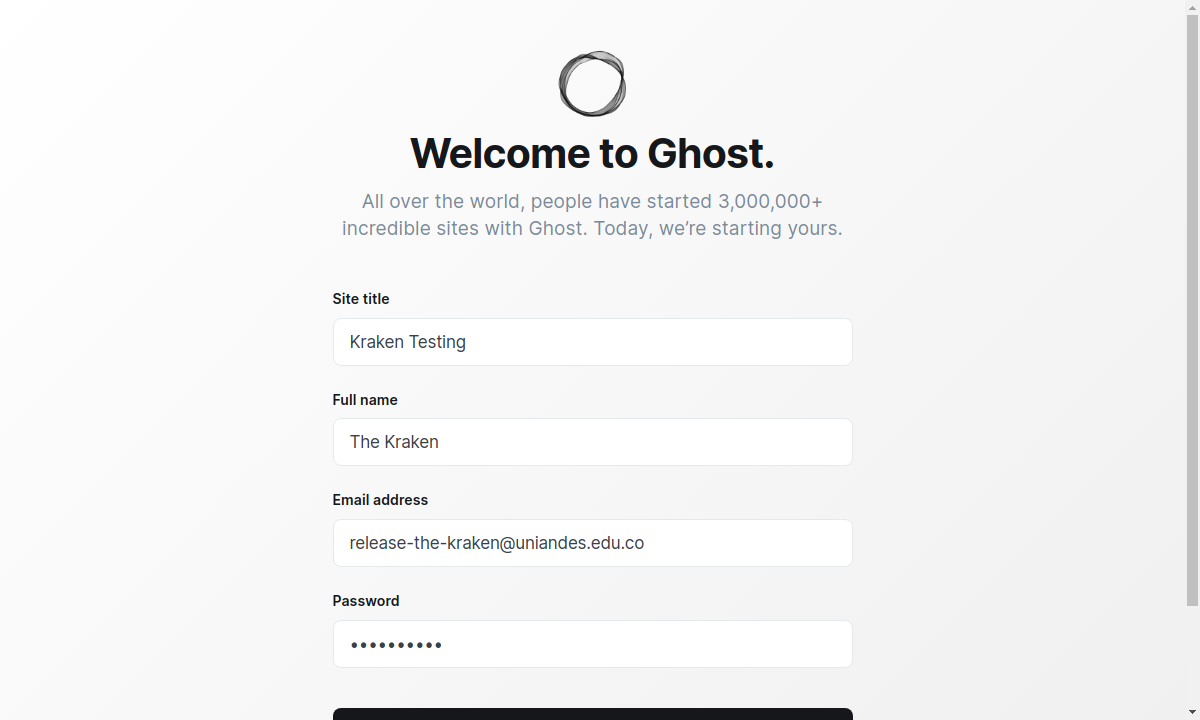 Welcome to Ghost.
All over the world, people have started 3,000,000+
incredible sites with Ghost. Today, we’re starting yours.
Site title
Kraken Testing
Full name
The Kraken
Email address
release-the-kraken@uniandes.edu.co
Password
••••••••••